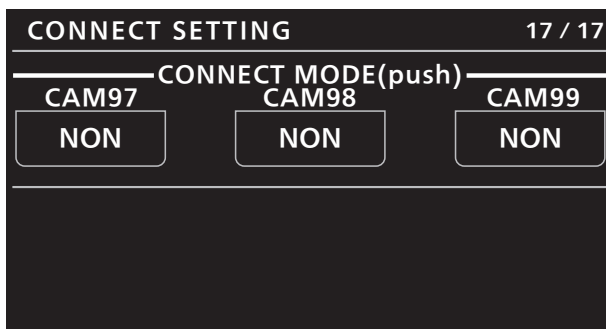 CONNECT SETTING 17 / 17
CONNECT MODE(push)
CAM97 CAM98 CAM99
NON NON NON